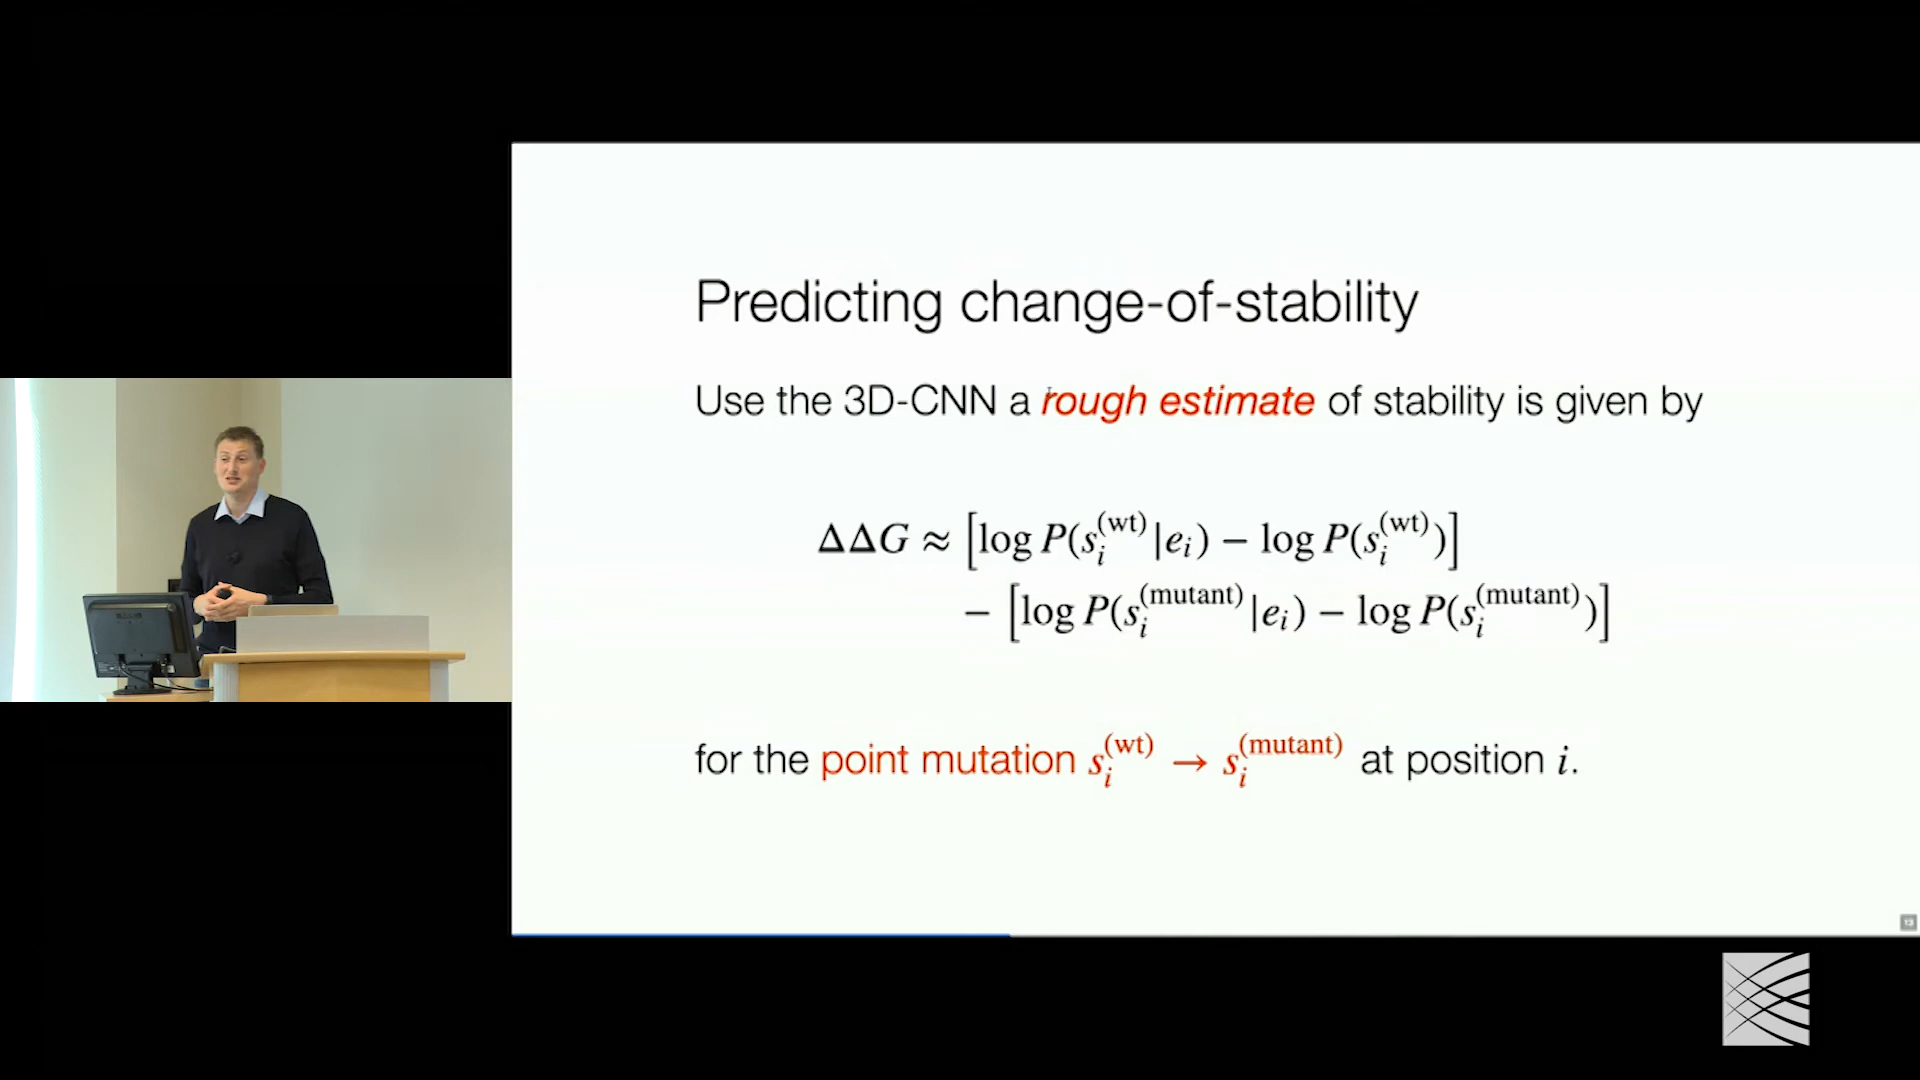 Predicting change-of-stability
Use the 3D-CNN a rough estimate of stability is given by
ΔΔG ≈ [log P(s_i^(wt) | e_i) − log P(s_i^(wt))]
− [log P(s_i^(mutant) | e_i) − log P(s_i^(mutant))]
for the point mutation s_i^(wt) → s_i^(mutant) at position i.
13